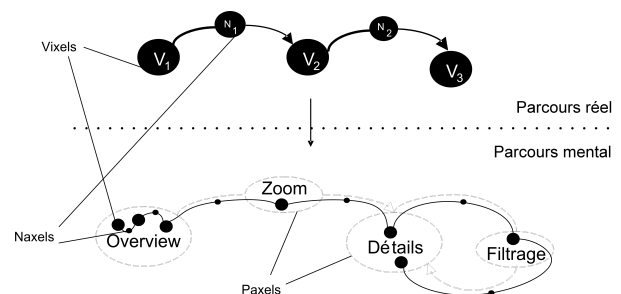 N1
N2
Vixels
V1
V2
V3
Parcours réel
Parcours mental
Zoom
Naxels
Overview
Détails
Filtrage
Paxels